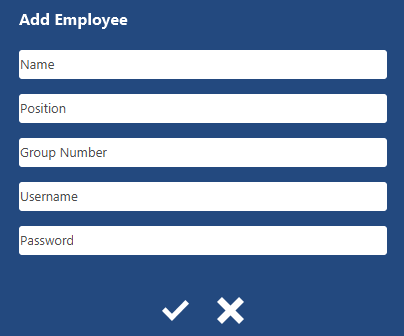 Add Employee
Name
Position
Group Number
Username
Password